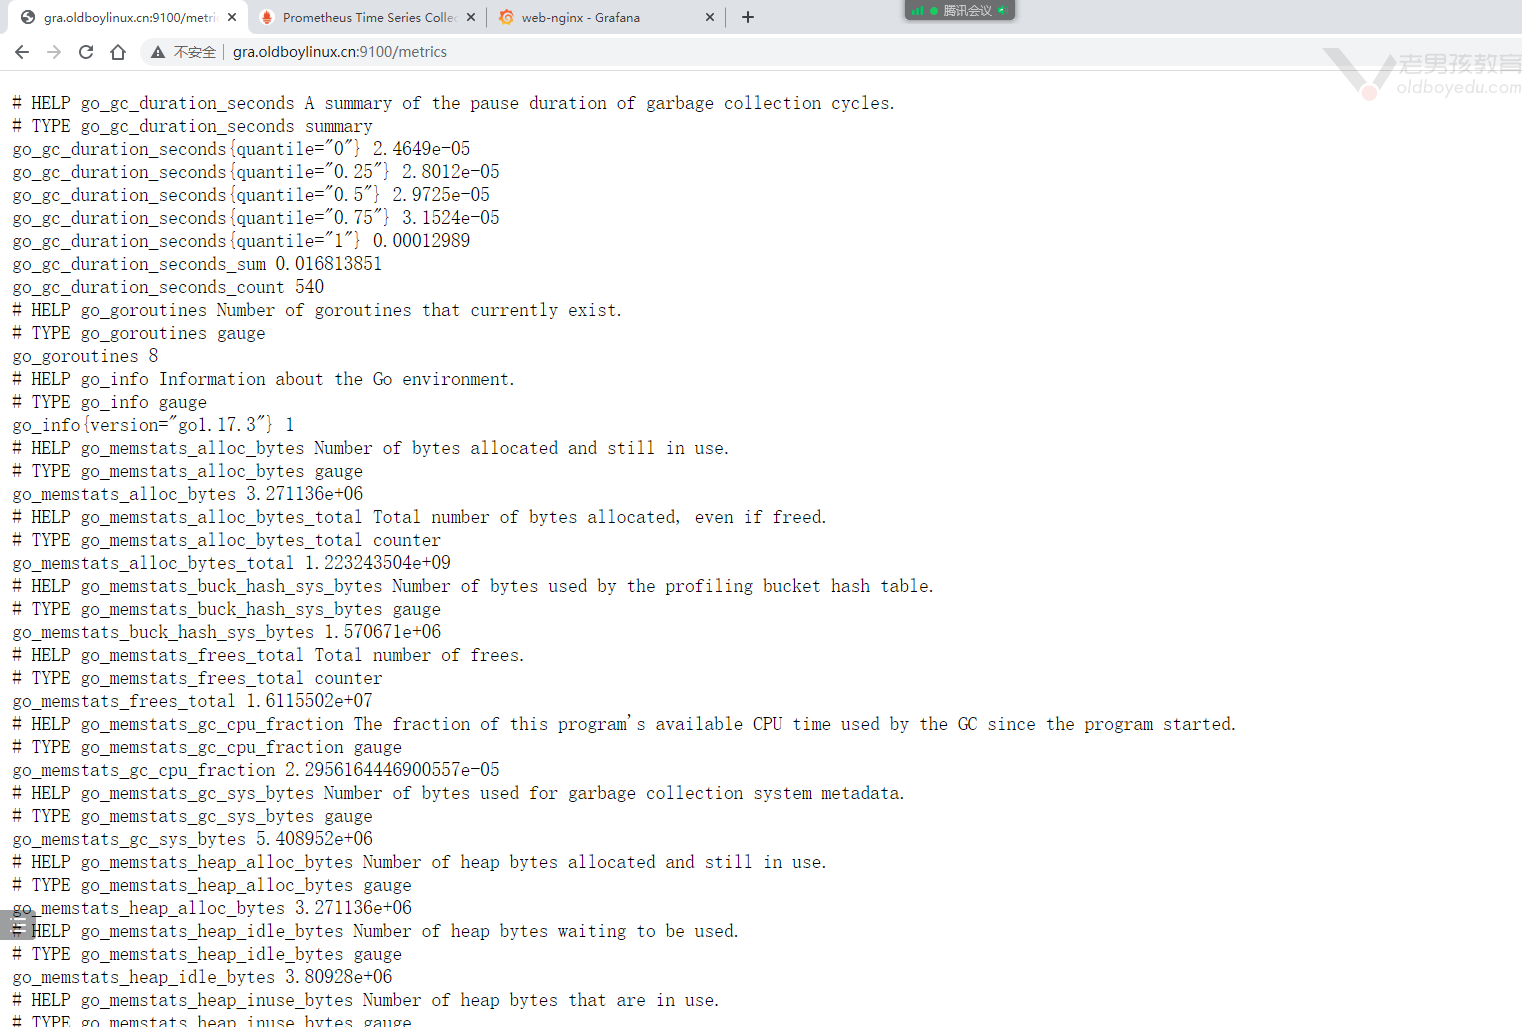 gra.oldboylinux.cn:9100/metri
Prometheus Time Series Collec
web-nginx - Grafana
腾讯会议
不安全
gra.oldboylinux.cn:9100/metrics
老男孩教育
oldboyedu.com
# HELP go_gc_duration_seconds A summary of the pause duration of garbage collection cycles.
# TYPE go_gc_duration_seconds summary
go_gc_duration_seconds{quantile="0"} 2.4649e-05
go_gc_duration_seconds{quantile="0.25"} 2.8012e-05
go_gc_duration_seconds{quantile="0.5"} 2.9725e-05
go_gc_duration_seconds{quantile="0.75"} 3.1524e-05
go_gc_duration_seconds{quantile="1"} 0.00012989
go_gc_duration_seconds_sum 0.016813851
go_gc_duration_seconds_count 540
# HELP go_goroutines Number of goroutines that currently exist.
# TYPE go_goroutines gauge
go_goroutines 8
# HELP go_info Information about the Go environment.
# TYPE go_info gauge
go_info{version="go1.17.3"} 1
# HELP go_memstats_alloc_bytes Number of bytes allocated and still in use.
# TYPE go_memstats_alloc_bytes gauge
go_memstats_alloc_bytes 3.271136e+06
# HELP go_memstats_alloc_bytes_total Total number of bytes allocated, even if freed.
# TYPE go_memstats_alloc_bytes_total counter
go_memstats_alloc_bytes_total 1.223243504e+09
# HELP go_memstats_buck_hash_sys_bytes Number of bytes used by the profiling bucket hash table.
# TYPE go_memstats_buck_hash_sys_bytes gauge
go_memstats_buck_hash_sys_bytes 1.570671e+06
# HELP go_memstats_frees_total Total number of frees.
# TYPE go_memstats_frees_total counter
go_memstats_frees_total 1.6115502e+07
# HELP go_memstats_gc_cpu_fraction The fraction of this program's available CPU time used by the GC since the program started.
# TYPE go_memstats_gc_cpu_fraction gauge
go_memstats_gc_cpu_fraction 2.2956164446900557e-05
# HELP go_memstats_gc_sys_bytes Number of bytes used for garbage collection system metadata.
# TYPE go_memstats_gc_sys_bytes gauge
go_memstats_gc_sys_bytes 5.408952e+06
# HELP go_memstats_heap_alloc_bytes Number of heap bytes allocated and still in use.
# TYPE go_memstats_heap_alloc_bytes gauge
go_memstats_heap_alloc_bytes 3.271136e+06
# HELP go_memstats_heap_idle_bytes Number of heap bytes waiting to be used.
# TYPE go_memstats_heap_idle_bytes gauge
go_memstats_heap_idle_bytes 3.80928e+06
# HELP go_memstats_heap_inuse_bytes Number of heap bytes that are in use.
# TYPE go_memstats_heap_inuse_bytes gauge